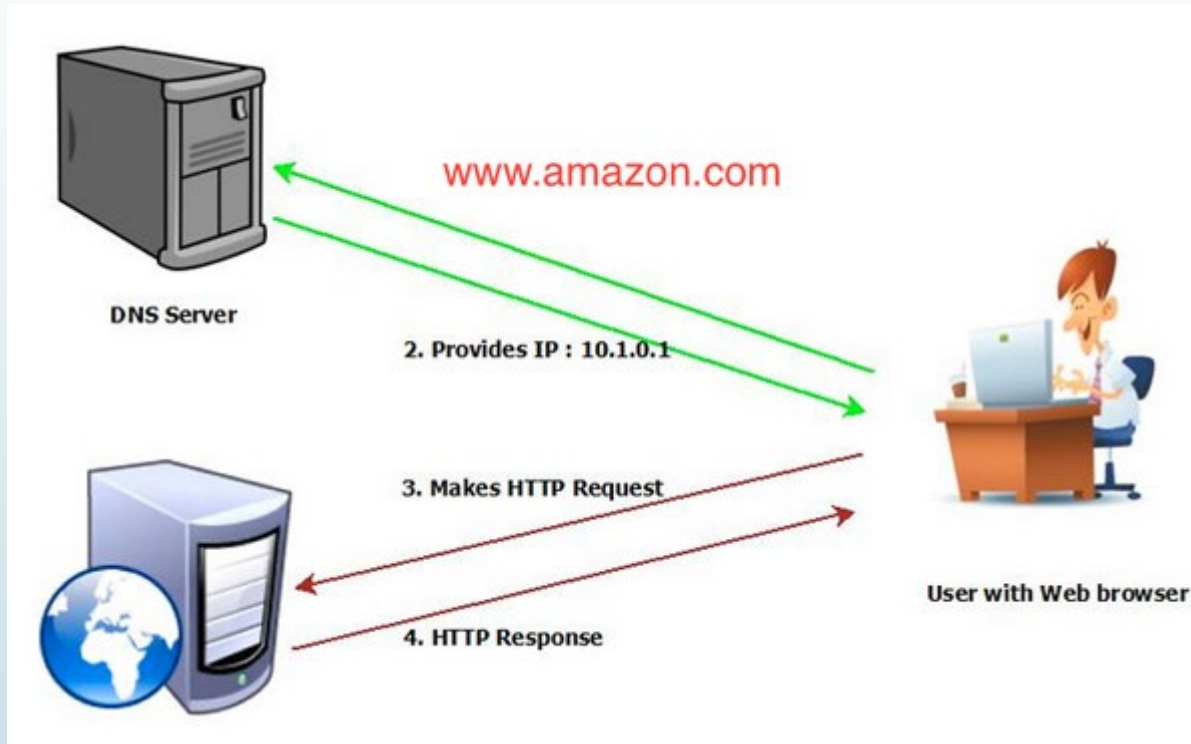 www.amazon.com
DNS Server
2. Provides IP : 10.1.0.1
3. Makes HTTP Request
User with Web browser
4. HTTP Response